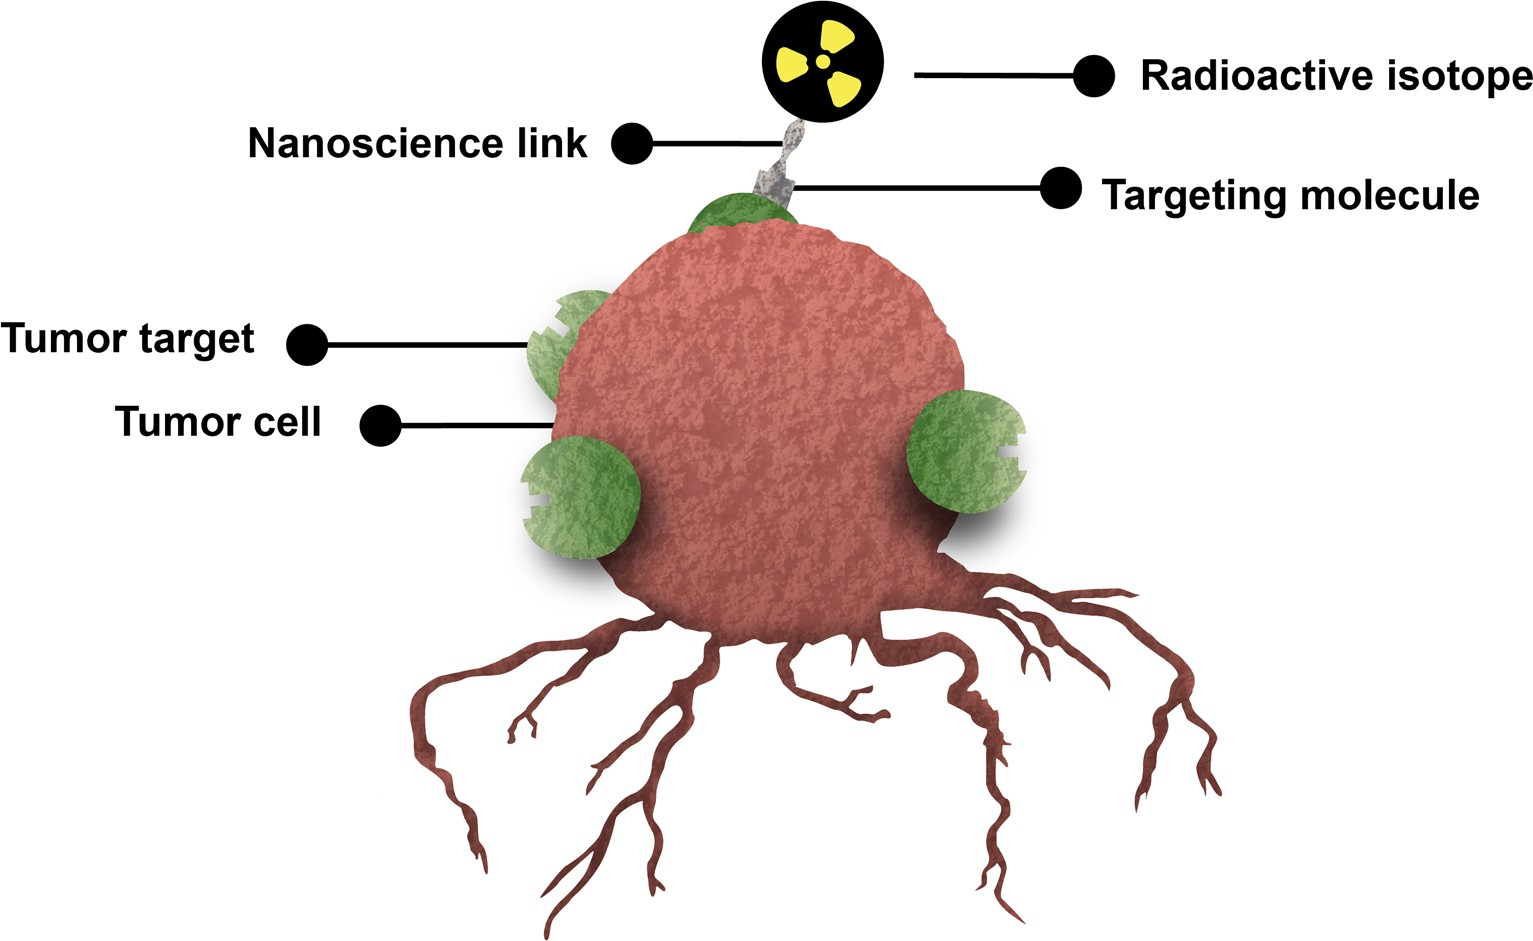 Radioactive isotope
Nanoscience link
Targeting molecule
Tumor target
Tumor cell